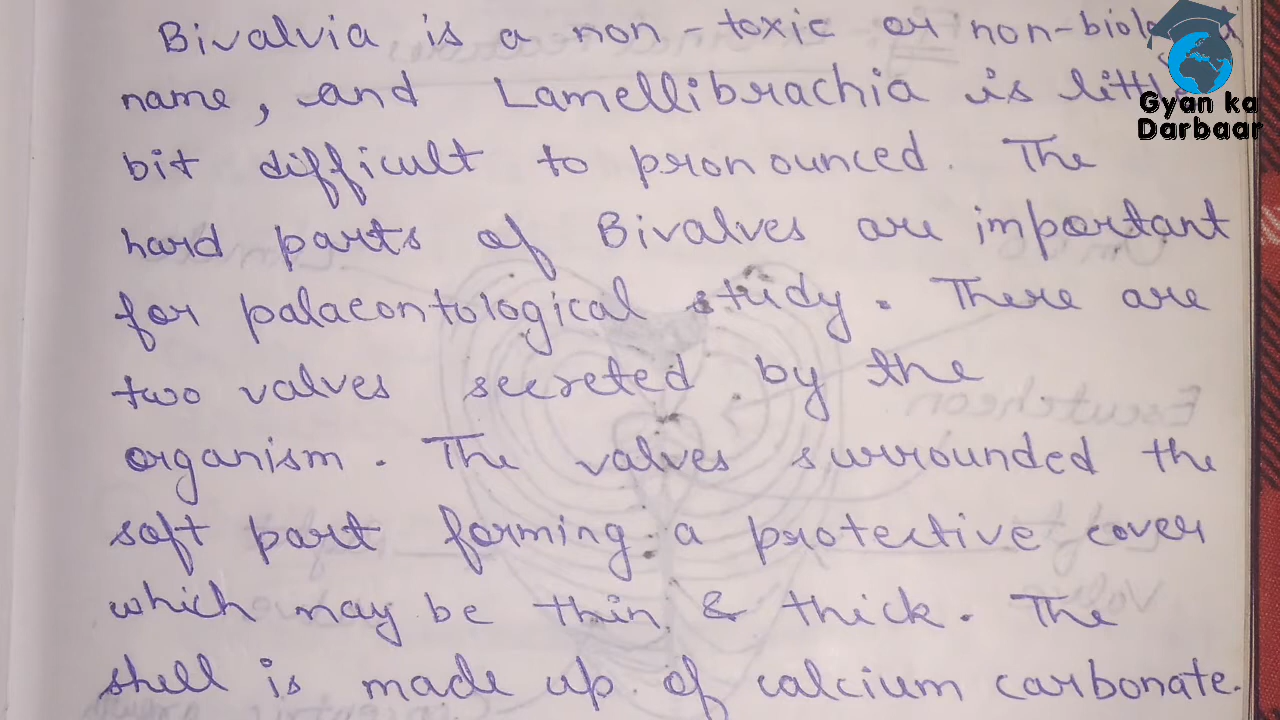 Bivalvia is a non-toxic or non-biological
name, and Lamellibrachia is little
bit difficult to pronounced. The
hard parts of Bivalves are important
for palaeontological study. There are
two valves secreted by the
organism. The valves surrounded the
soft part forming a protective cover
which may be thin & thick. The
shell is made up of calcium carbonate.
Gyan ka
Darbaar
Escutcheon